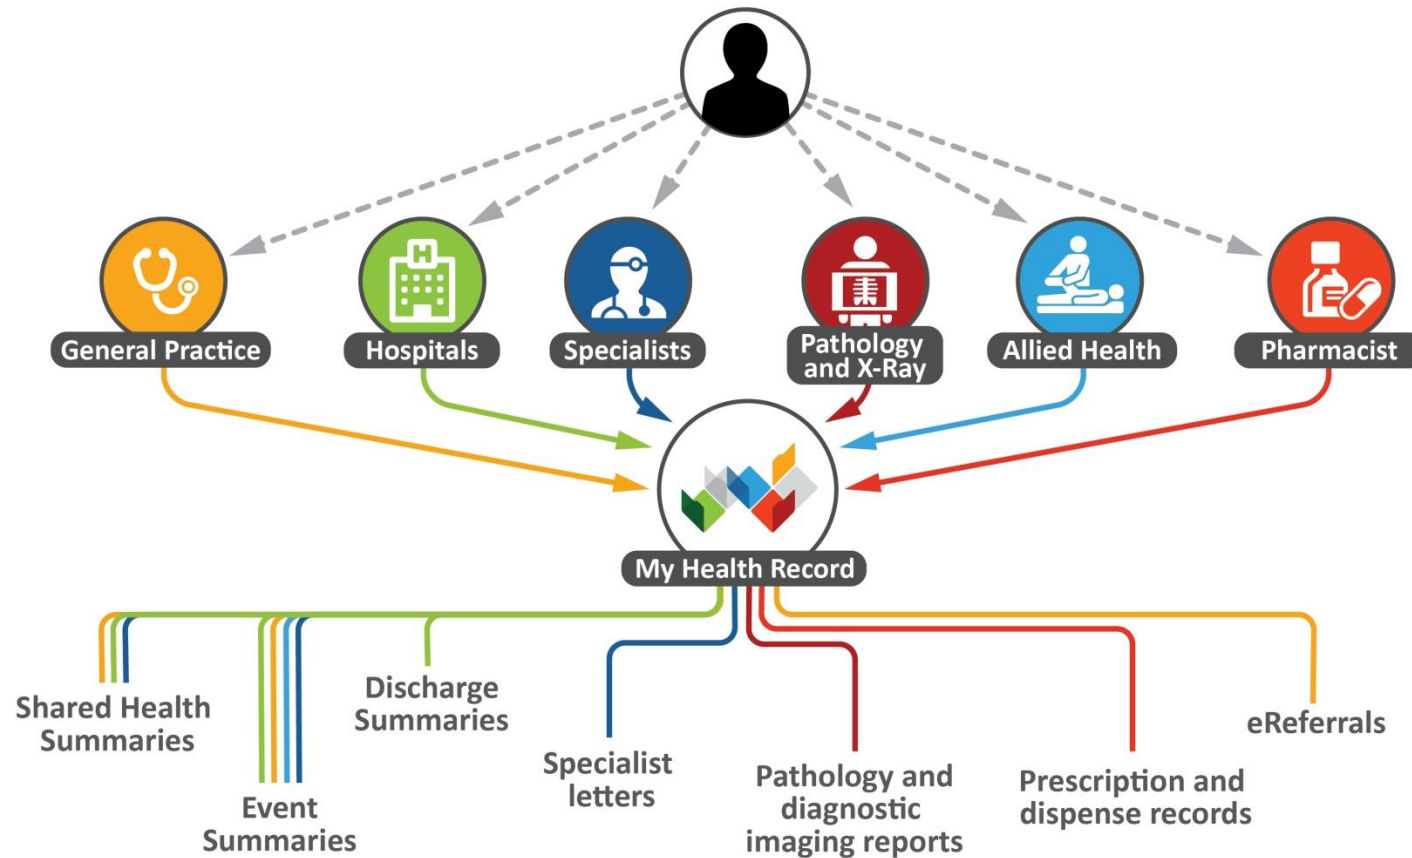 General Practice
Hospitals
Specialists
Pathology
and X-Ray
Allied Health
Pharmacist
My Health Record
Shared Health
Summaries
Event
Summaries
Discharge
Summaries
Specialist
letters
Pathology and
diagnostic
imaging reports
Prescription and
dispense records
eReferrals